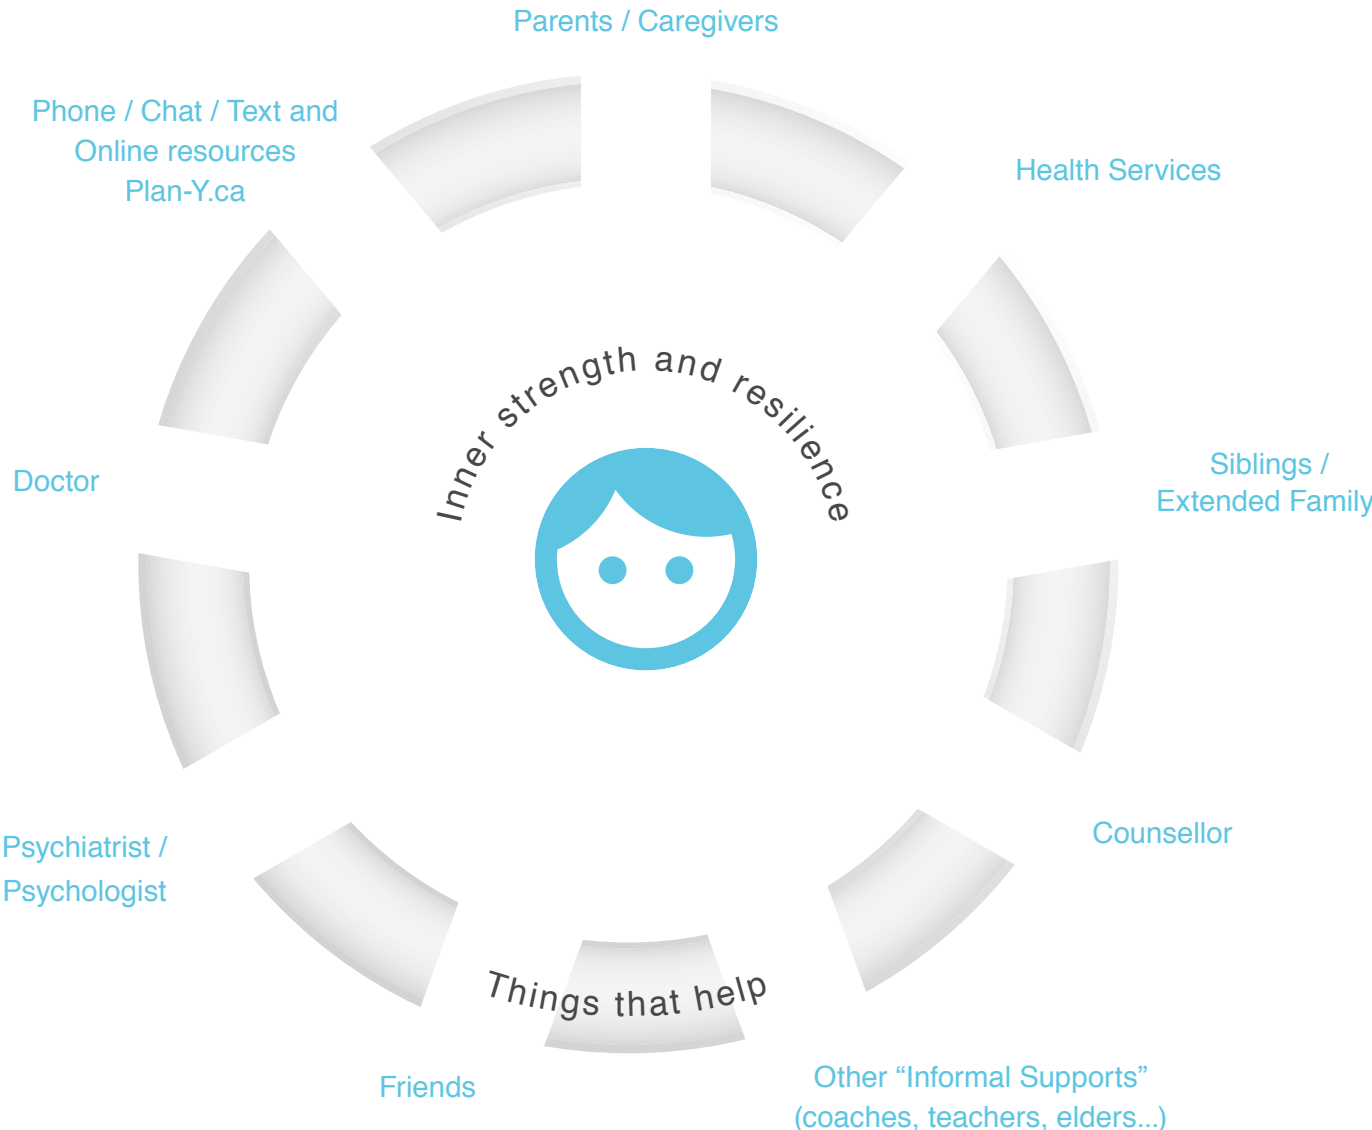 Parents / Caregivers
Phone / Chat / Text and
Online resources
Plan-Y.ca
Health Services
Inner strength and resilience
Doctor
Siblings /
Extended Family
Psychiatrist /
Psychologist
Counsellor
Things that help
Friends
Other “Informal Supports”
(coaches, teachers, elders...)